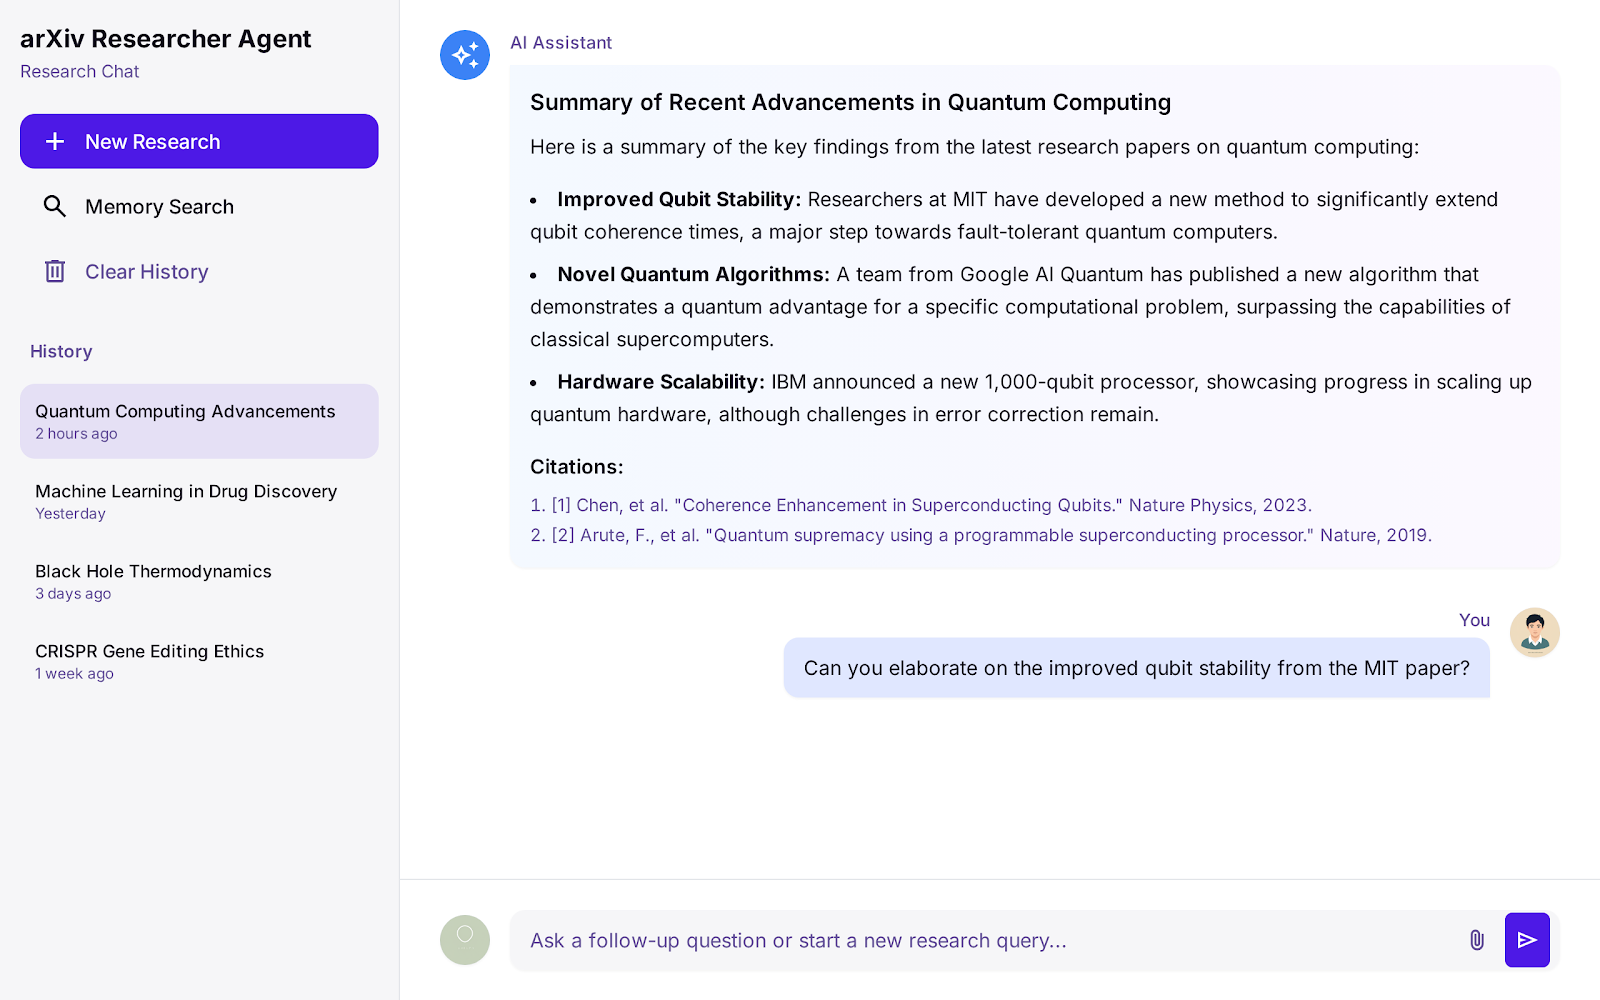 arXiv Researcher Agent
Research Chat
New Research
Memory Search
Clear History
History
Quantum Computing Advancements
2 hours ago
Machine Learning in Drug Discovery
Yesterday
Black Hole Thermodynamics
3 days ago
CRISPR Gene Editing Ethics
1 week ago
AI Assistant
Summary of Recent Advancements in Quantum Computing
Here is a summary of the key findings from the latest research papers on quantum computing:
• Improved Qubit Stability: Researchers at MIT have developed a new method to significantly extend
qubit coherence times, a major step towards fault-tolerant quantum computers.
• Novel Quantum Algorithms: A team from Google AI Quantum has published a new algorithm that
demonstrates a quantum advantage for a specific computational problem, surpassing the capabilities of
classical supercomputers.
• Hardware Scalability: IBM announced a new 1,000-qubit processor, showcasing progress in scaling up
quantum hardware, although challenges in error correction remain.
Citations:
1. [1] Chen, et al. "Coherence Enhancement in Superconducting Qubits." Nature Physics, 2023.
2. [2] Arute, F., et al. "Quantum supremacy using a programmable superconducting processor." Nature, 2019.
You
Can you elaborate on the improved qubit stability from the MIT paper?
Ask a follow-up question or start a new research query...